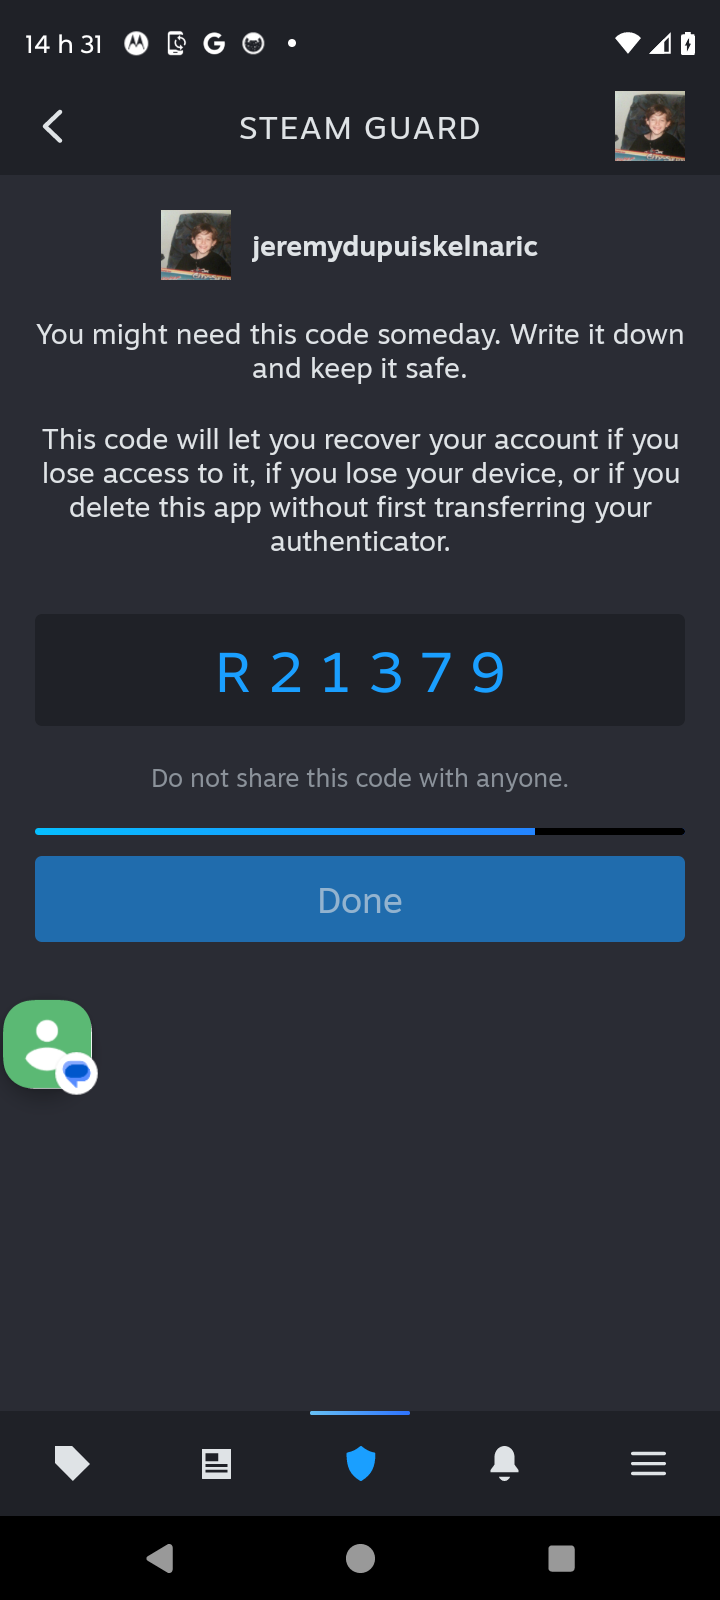 14 h 31
STEAM GUARD
jeremydupuiskelnaric
You might need this code someday. Write it down
and keep it safe.
This code will let you recover your account if you
lose access to it, if you lose your device, or if you
delete this app without first transferring your
authenticator.
R21379
Do not share this code with anyone.
Done